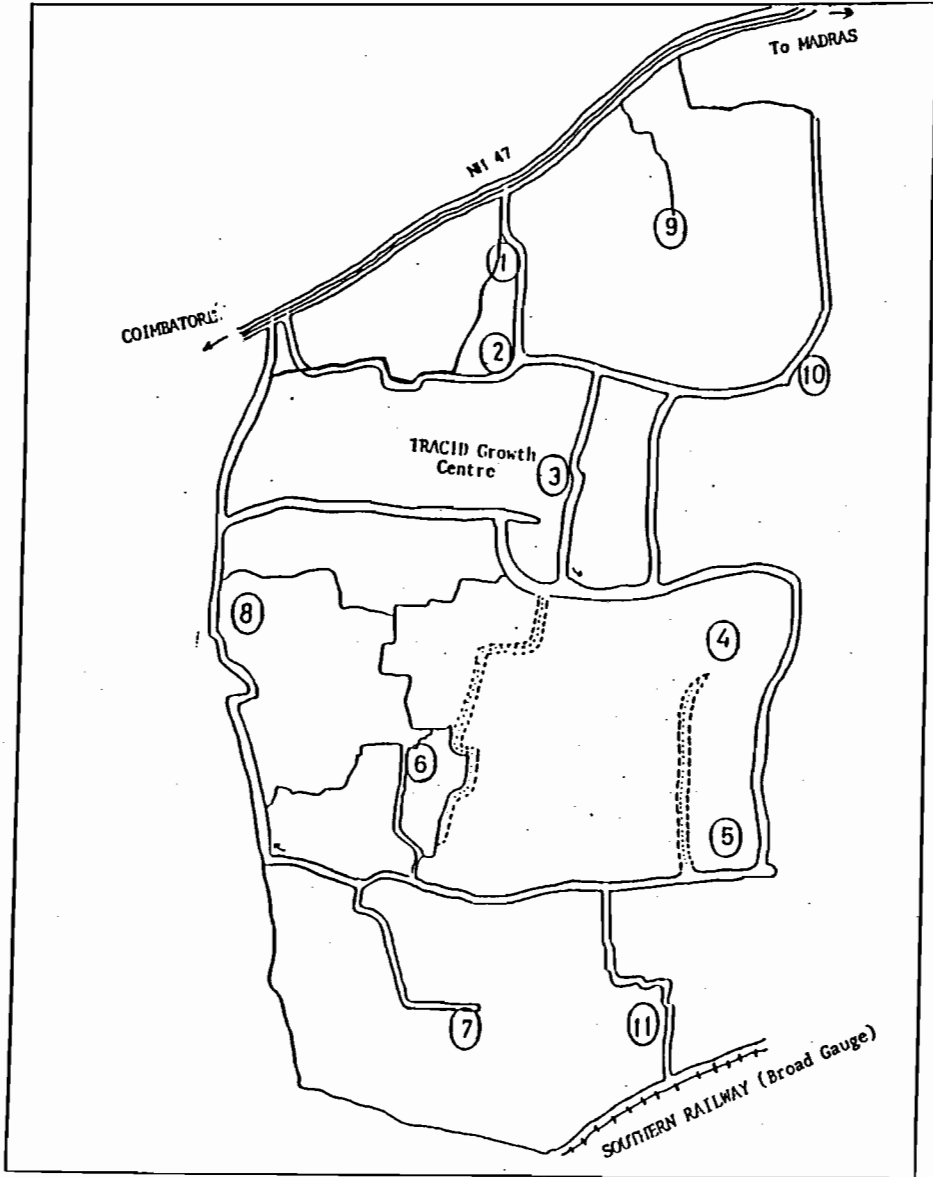 To MADRAS
NH 47
9
1
COIMBATORE
2
10
TRACID Growth
Centre
3
8
4
6
5
7
11
SOUTHERN RAILWAY (Broad Gauge)